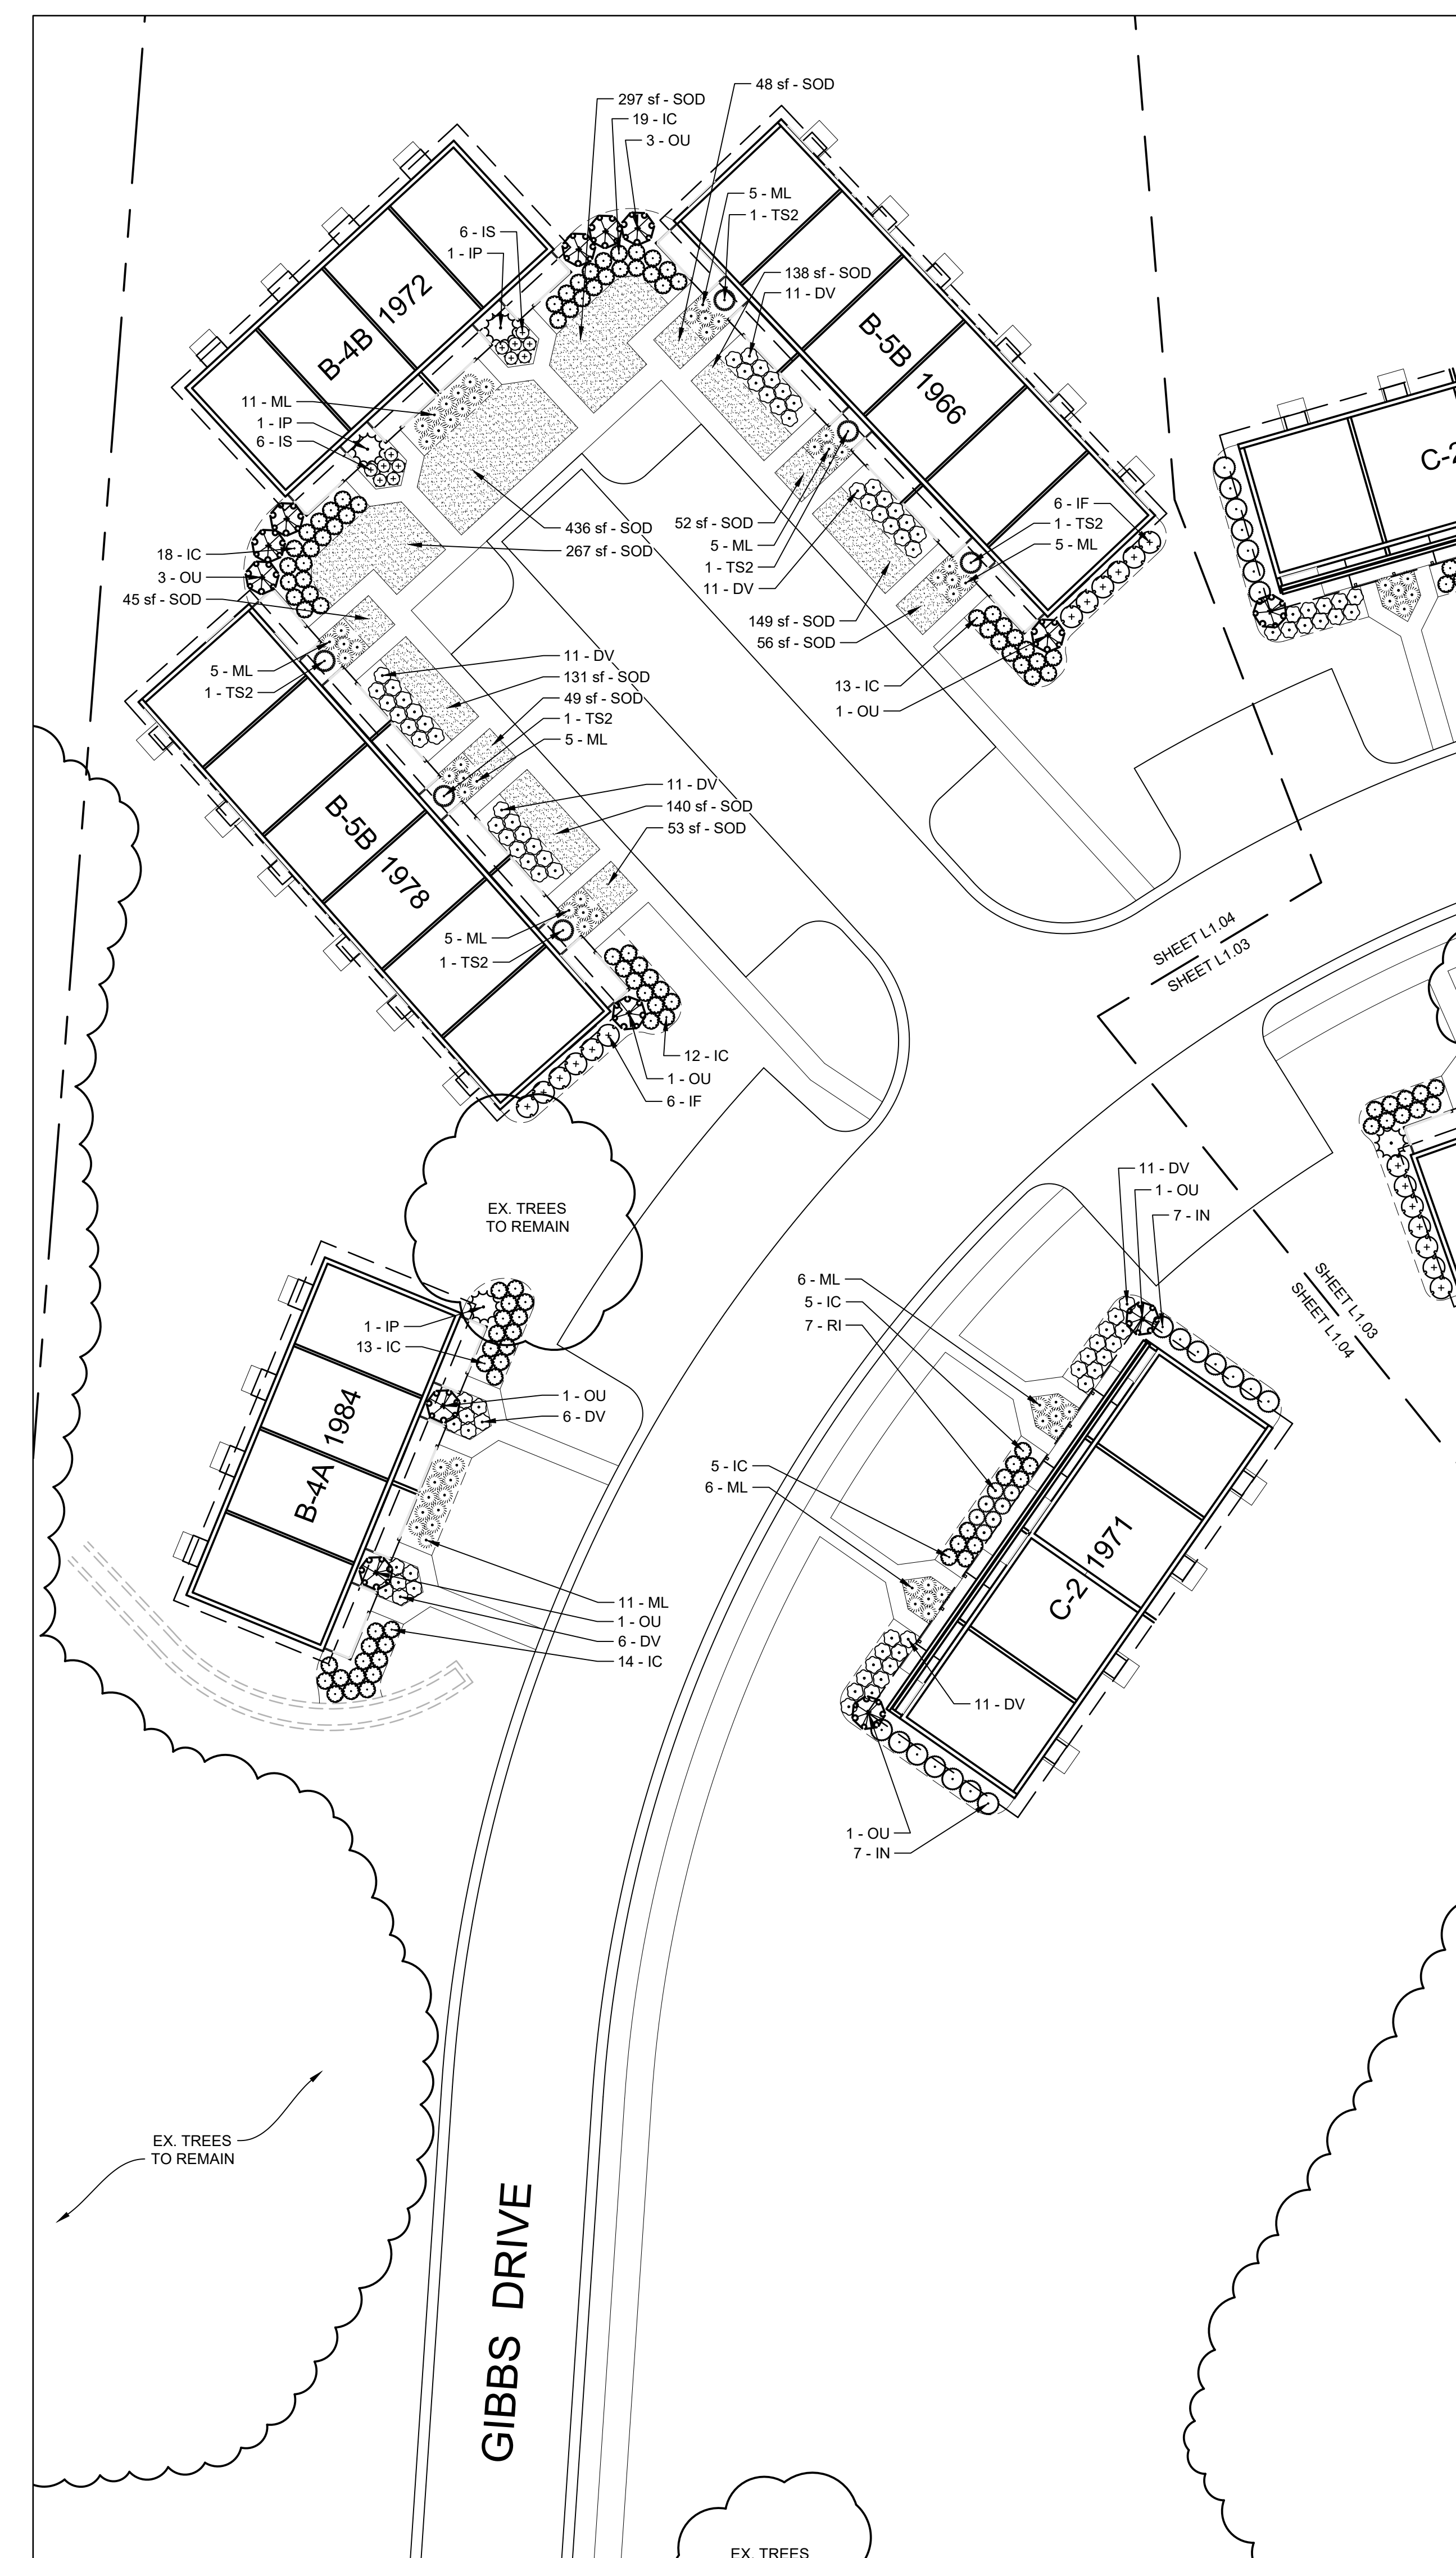 48 sf - SOD
297 sf - SOD
19 - IC
3 - OU
5 - ML
1 - TS2
6 - IS
1 - IP
138 sf - SOD
11 - DV
B-4B 1972
B-5B 1966
11 - ML
1 - IP
6 - IS
C-2
6 - IF
1 - TS2
5 - ML
436 sf - SOD
267 sf - SOD
52 sf - SOD
5 - ML
1 - TS2
11 - DV
18 - IC
3 - OU
45 sf - SOD
149 sf - SOD
56 sf - SOD
5 - ML
1 - TS2
11 - DV
131 sf - SOD
49 sf - SOD
1 - TS2
5 - ML
13 - IC
1 - OU
11 - DV
140 sf - SOD
53 sf - SOD
B-5B 1978
5 - ML
1 - TS2
SHEET L1.04
SHEET L1.03
12 - IC
1 - OU
6 - IF
EX. TREES
TO REMAIN
11 - DV
1 - OU
7 - IN
6 - ML
5 - IC
7 - RI
SHEET L1.03
SHEET L1.04
1 - IP
13 - IC
1 - OU
6 - DV
B-4A 1984
5 - IC
6 - ML
C-2 1971
11 - ML
1 - OU
6 - DV
14 - IC
11 - DV
1 - OU
7 - IN
EX. TREES
TO REMAIN
GIBBS DRIVE
EX. TREES